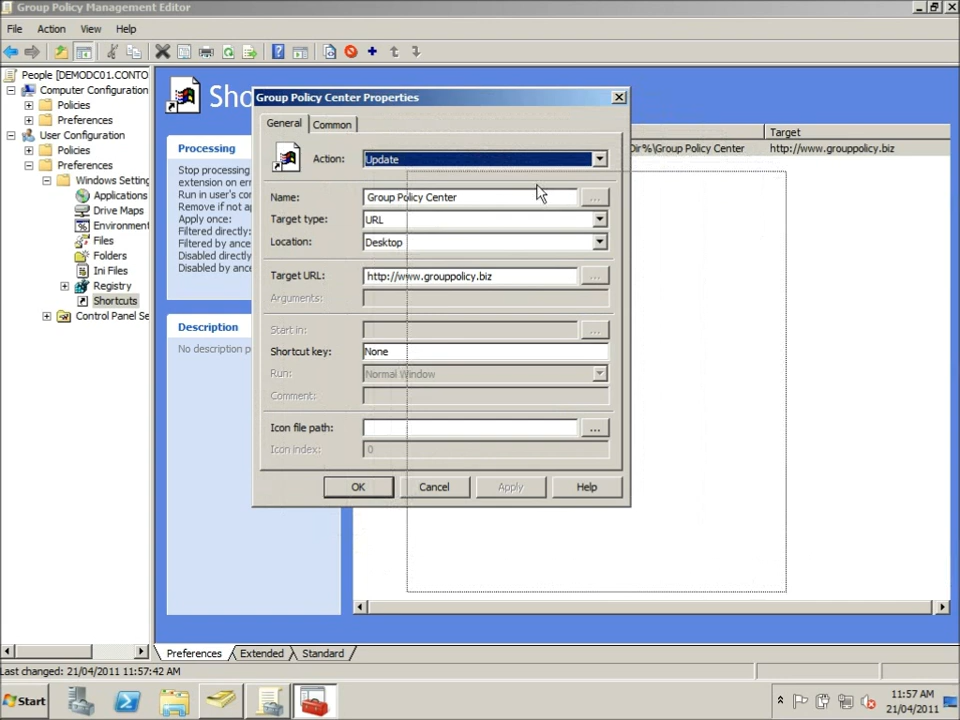 Group Policy Management Editor
File Action View Help
People [DEMODC01.CONTO
Computer Configuration
Policies
Preferences
User Configuration
Policies
Preferences
Windows Setting
Applications
Drive Maps
Environment
Files
Folders
Ini Files
Registry
Shortcuts
Control Panel Se
Sho
Processing
Stop processing
extension on err
Run in user's co
Remove if not ap
Apply once:
Filtered directly:
Filtered by ance
Disabled directly
Disabled by ance
Description
No description p
Target
Dir%\Group Policy Center http://www.grouppolicy.biz
Group Policy Center Properties
General Common
Action: Update
Name: Group Policy Center ...
Target type: URL
Location: Desktop
Target URL: http://www.grouppolicy.biz ...
Arguments:
Start in: ...
Shortcut key: None
Run: Normal Window
Comment:
Icon file path: ...
Icon index: 0
OK Cancel Apply Help
Preferences Extended Standard
Last changed: 21/04/2011 11:57:42 AM
Start
11:57 AM
21/04/2011